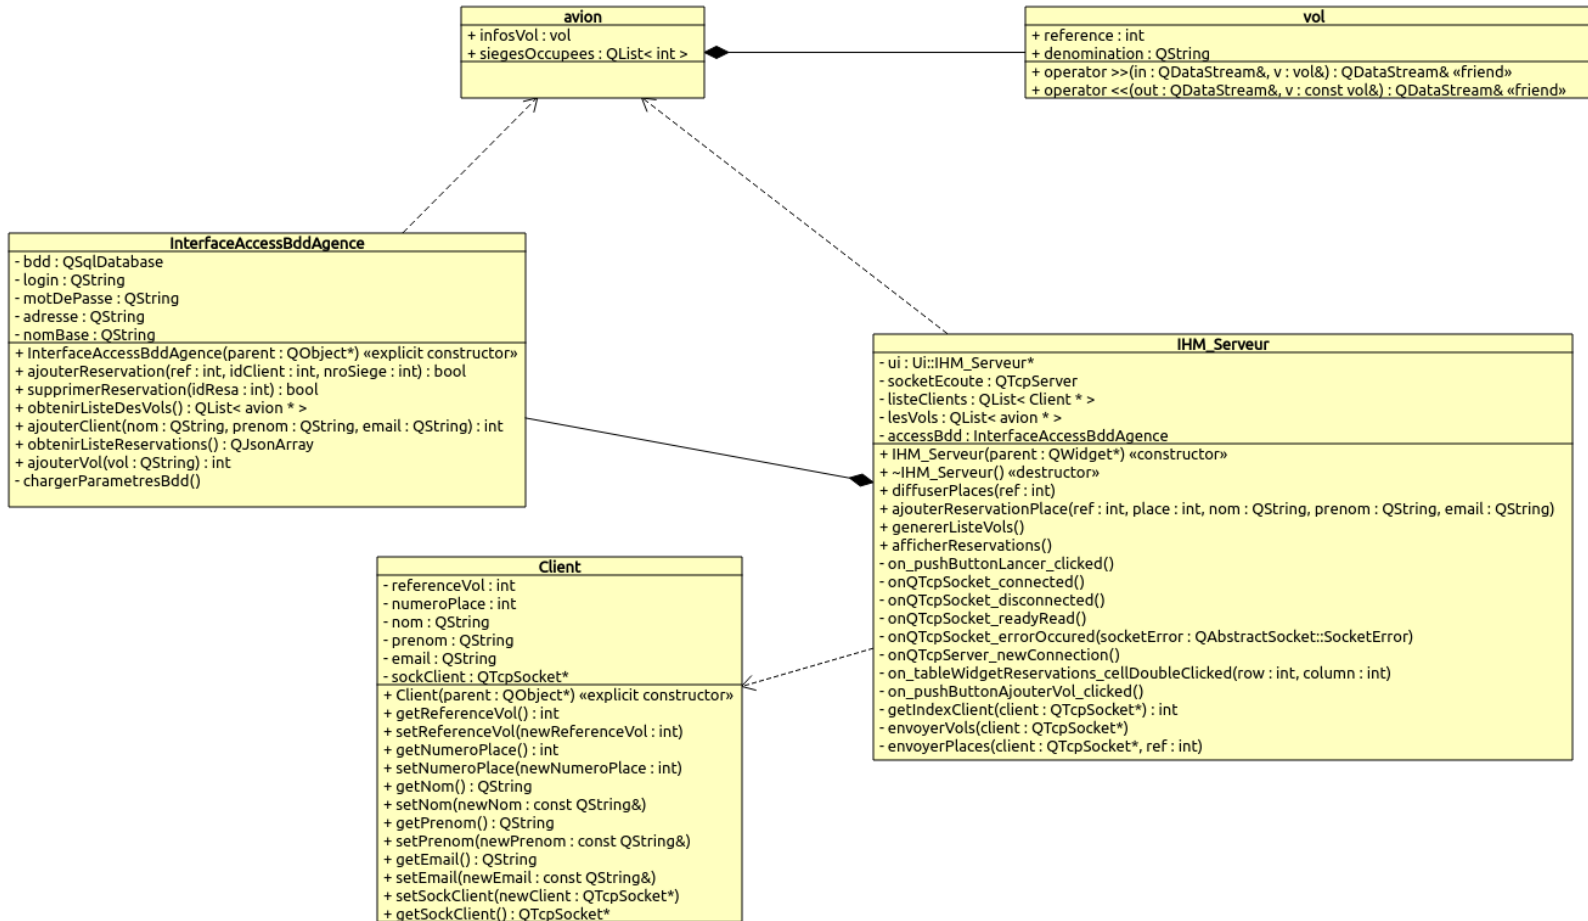 avion
+ infosVol : vol
+ siegesOccupees : QList< int >
vol
+ reference : int
+ denomination : QString
+ operator >>(in : QDataStream&, v : vol&) : QDataStream& «friend»
+ operator <<(out : QDataStream&, v : const vol&) : QDataStream& «friend»
InterfaceAccessBddAgence
- bdd : QSqlDatabase
- login : QString
- motDePasse : QString
- adresse : QString
- nomBase : QString
+ InterfaceAccessBddAgence(parent : QObject*) «explicit constructor»
+ ajouterReservation(ref : int, idClient : int, nroSiege : int) : bool
+ supprimerReservation(idResa : int) : bool
+ obtenirListeDesVols() : QList< avion * >
+ ajouterClient(nom : QString, prenom : QString, email : QString) : int
+ obtenirListeReservations() : QJsonArray
+ ajouterVol(vol : QString) : int
- chargerParametresBdd()
IHM_Serveur
- ui : Ui::IHM_Serveur*
- socketEcoute : QTcpServer
- listeClients : QList< Client * >
- lesVols : QList< avion * >
- accessBdd : InterfaceAccessBddAgence
+ IHM_Serveur(parent : QWidget*) «constructor»
+ ~IHM_Serveur() «destructor»
+ diffuserPlaces(ref : int)
+ ajouterReservationPlace(ref : int, place : int, nom : QString, prenom : QString, email : QString)
+ genererListeVols()
+ afficherReservations()
- on_pushButtonLancer_clicked()
- onQTcpSocket_connected()
- onQTcpSocket_disconnected()
- onQTcpSocket_readyRead()
- onQTcpSocket_errorOccured(socketError : QAbstractSocket::SocketError)
- onQTcpServer_newConnection()
- on_tableWidgetReservations_cellDoubleClicked(row : int, column : int)
- on_pushButtonAjouterVol_clicked()
- getIndexClient(client : QTcpSocket*) : int
- envoyerVols(client : QTcpSocket*)
- envoyerPlaces(client : QTcpSocket*, ref : int)
Client
- referenceVol : int
- numeroPlace : int
- nom : QString
- prenom : QString
- email : QString
- sockClient : QTcpSocket*
+ Client(parent : QObject*) «explicit constructor»
+ getReferenceVol() : int
+ setReferenceVol(newReferenceVol : int)
+ getNumeroPlace() : int
+ setNumeroPlace(newNumeroPlace : int)
+ getNom() : QString
+ setNom(newNom : const QString&)
+ getPrenom() : QString
+ setPrenom(newPrenom : const QString&)
+ getEmail() : QString
+ setEmail(newEmail : const QString&)
+ setSockClient(newClient : QTcpSocket*)
+ getSockClient() : QTcpSocket*